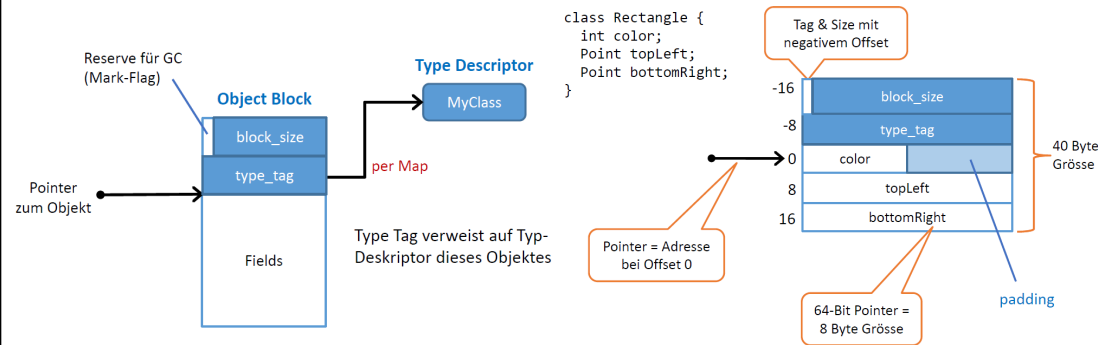 Reserve für GC
(Mark-Flag)
Object Block
block_size
type_tag
Fields
Pointer
zum Objekt
Type Descriptor
MyClass
per Map
Type Tag verweist auf Typ-
Deskriptor dieses Objektes
class Rectangle {
int color;
Point topLeft;
Point bottomRight;
}
Tag & Size mit
negativem Offset
-16
block_size
-8
type_tag
0
color
8
topLeft
16
bottomRight
40 Byte
Grösse
Pointer = Adresse
bei Offset 0
64-Bit Pointer =
8 Byte Grösse
padding